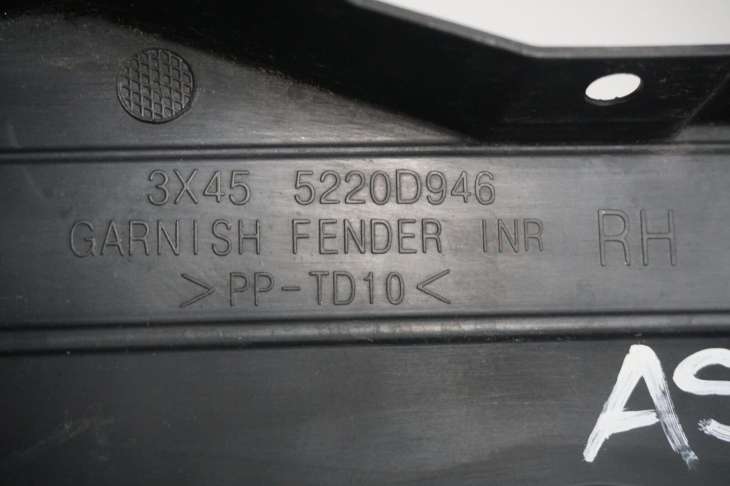 3X45 5220D946
GARNISH FENDER INR RH
>PP-TD10<
AS